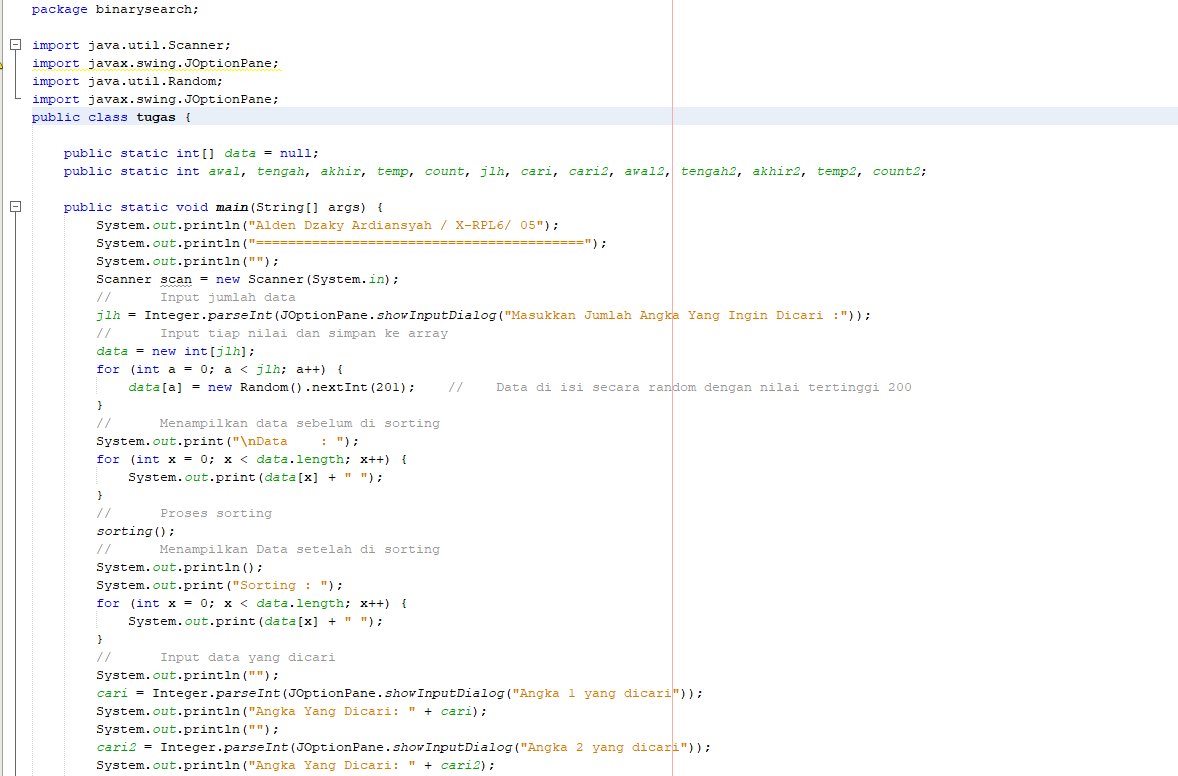 package binarysearch;
import java.util.Scanner;
import javax.swing.JOptionPane;
import java.util.Random;
import javax.swing.JOptionPane;
public class tugas {
    public static int[] data = null;
    public static int awal, tengah, akhir, temp, count, jlh, cari, cari2, awal2, tengah2, akhir2, temp2, count2;
    public static void main(String[] args) {
        System.out.println("Alden Dzaky Ardiansyah / X-RPL6/ 05");
        System.out.println("=========================================");
        System.out.println("");
        Scanner scan = new Scanner(System.in);
        //      Input jumlah data
        jlh = Integer.parseInt(JOptionPane.showInputDialog("Masukkan Jumlah Angka Yang Ingin Dicari :"));
        //      Input tiap nilai dan simpan ke array
        data = new int[jlh];
        for (int a = 0; a < jlh; a++) {
            data[a] = new Random().nextInt(201);    //    Data di isi secara random dengan nilai tertinggi 200
        }
        //      Menampilkan data sebelum di sorting
        System.out.print("\nData    : ");
        for (int x = 0; x < data.length; x++) {
            System.out.print(data[x] + " ");
        }
        //      Proses sorting
        sorting();
        //      Menampilkan Data setelah di sorting
        System.out.println();
        System.out.print("Sorting : ");
        for (int x = 0; x < data.length; x++) {
            System.out.print(data[x] + " ");
        }
        //      Input data yang dicari
        System.out.println("");
        cari = Integer.parseInt(JOptionPane.showInputDialog("Angka 1 yang dicari"));
        System.out.println("Angka Yang Dicari: " + cari);
        System.out.println("");
        cari2 = Integer.parseInt(JOptionPane.showInputDialog("Angka 2 yang dicari"));
        System.out.println("Angka Yang Dicari: " + cari2);